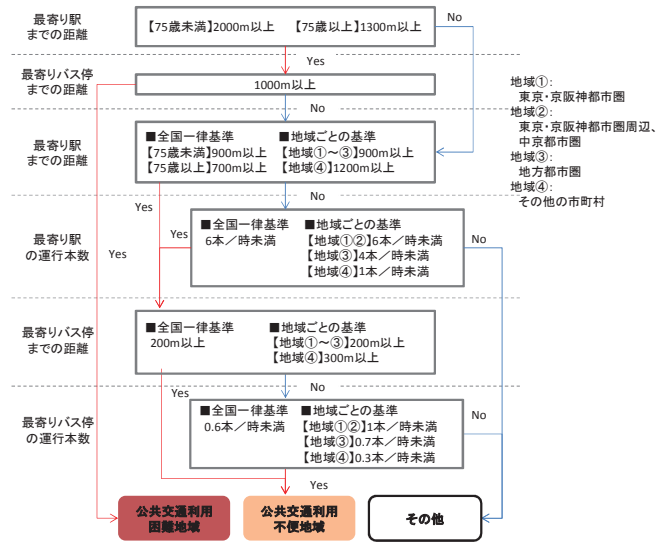 最寄り駅
までの距離
【75歳未満】2000m以上　【75歳以上】1300m以上
No
Yes
最寄りバス停
までの距離
1000m以上
No
地域①：
東京・京阪神都市圏
地域②：
東京・京阪神都市圏周辺、
中京都市圏
地域③：
地方都市圏
地域④：
その他の市町村
最寄り駅
までの距離
■全国一律基準　■地域ごとの基準
【75歳未満】900m以上　【地域①～③】900m以上
【75歳以上】700m以上　【地域④】1200m以上
Yes
No
最寄り駅
の運行本数
Yes
Yes
■全国一律基準　■地域ごとの基準
6本／時未満　【地域①②】6本／時未満
【地域③】4本／時未満
【地域④】1本／時未満
No
最寄りバス停
までの距離
■全国一律基準　■地域ごとの基準
200m以上　【地域①～③】200m以上
【地域④】300m以上
No
最寄りバス停
の運行本数
Yes
■全国一律基準　■地域ごとの基準
0.6本／時未満　【地域①②】1本／時未満
【地域③】0.7本／時未満
【地域④】0.3本／時未満
No
Yes
公共交通利用
困難地域
公共交通利用
不便地域
その他